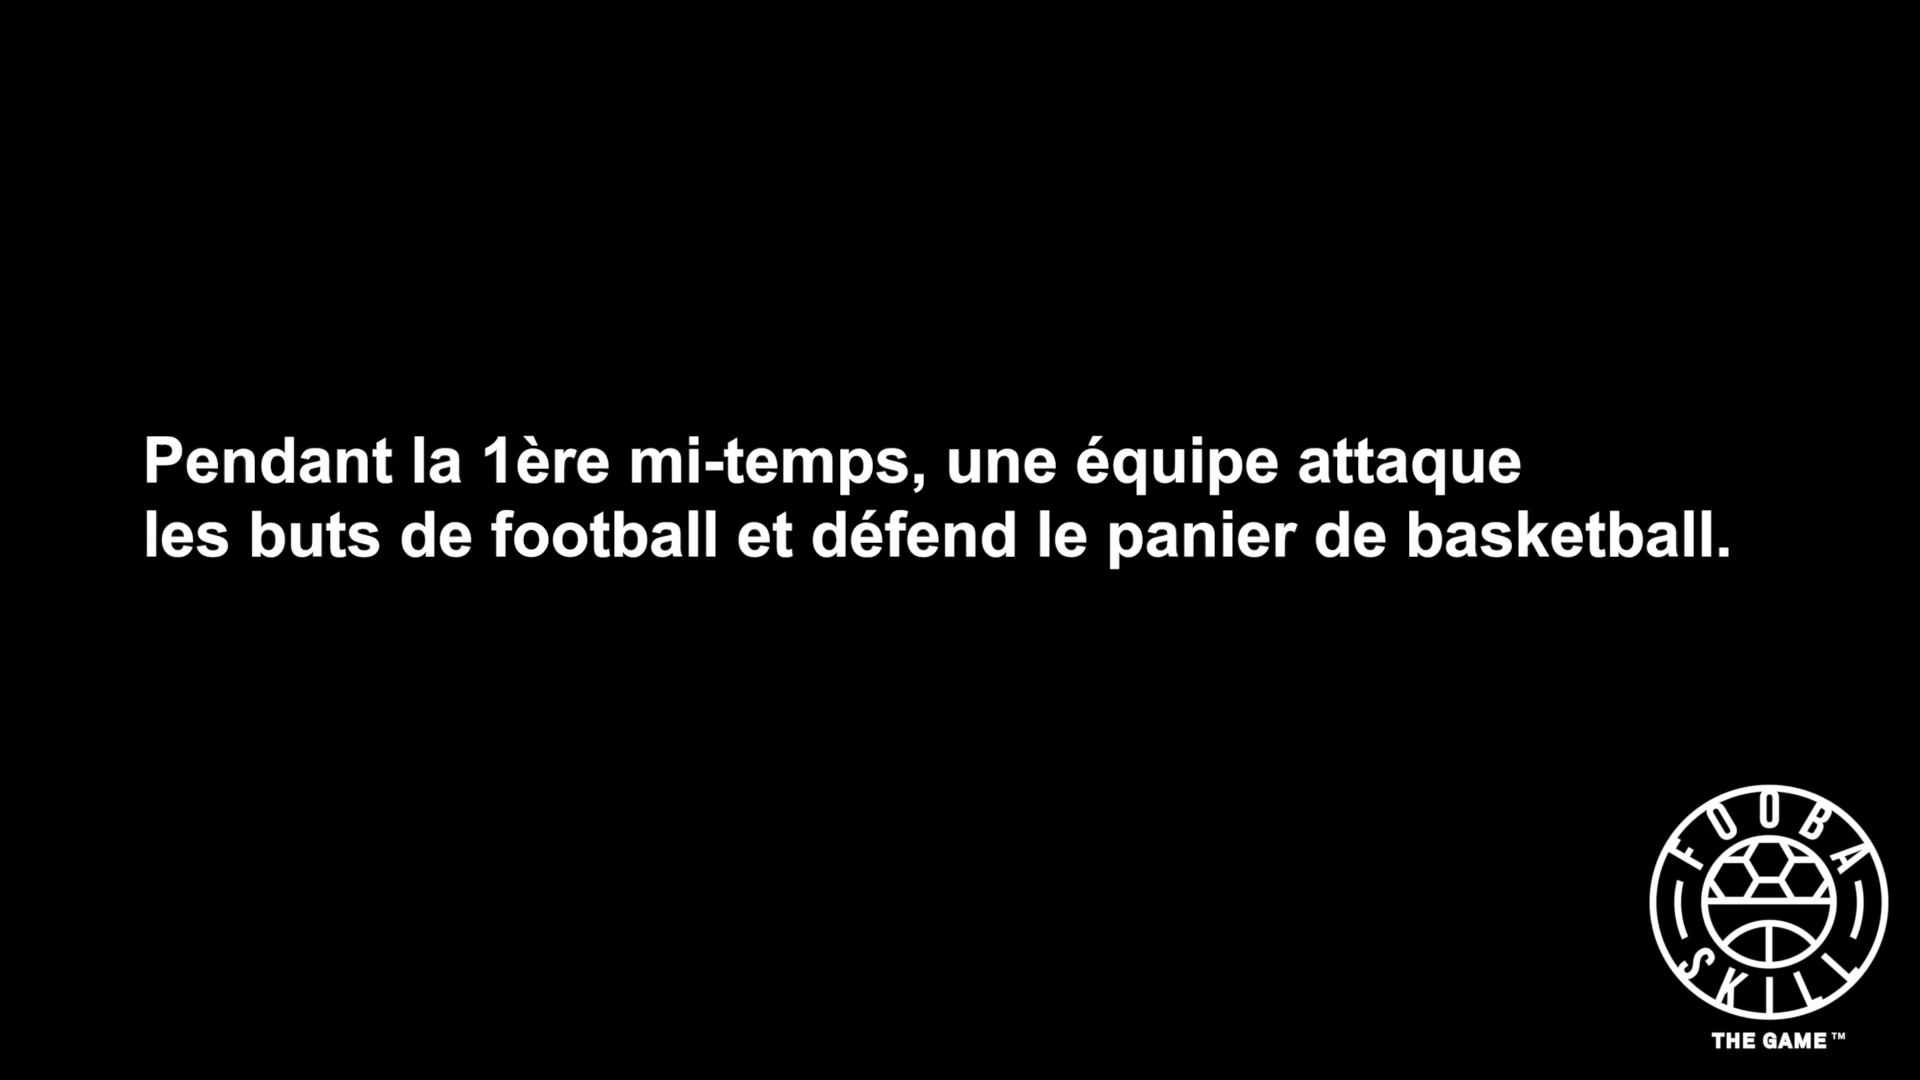 Pendant la 1ère mi-temps, une équipe attaque
les buts de football et défend le panier de basketball.
FOOBA
SKILL
THE GAME™